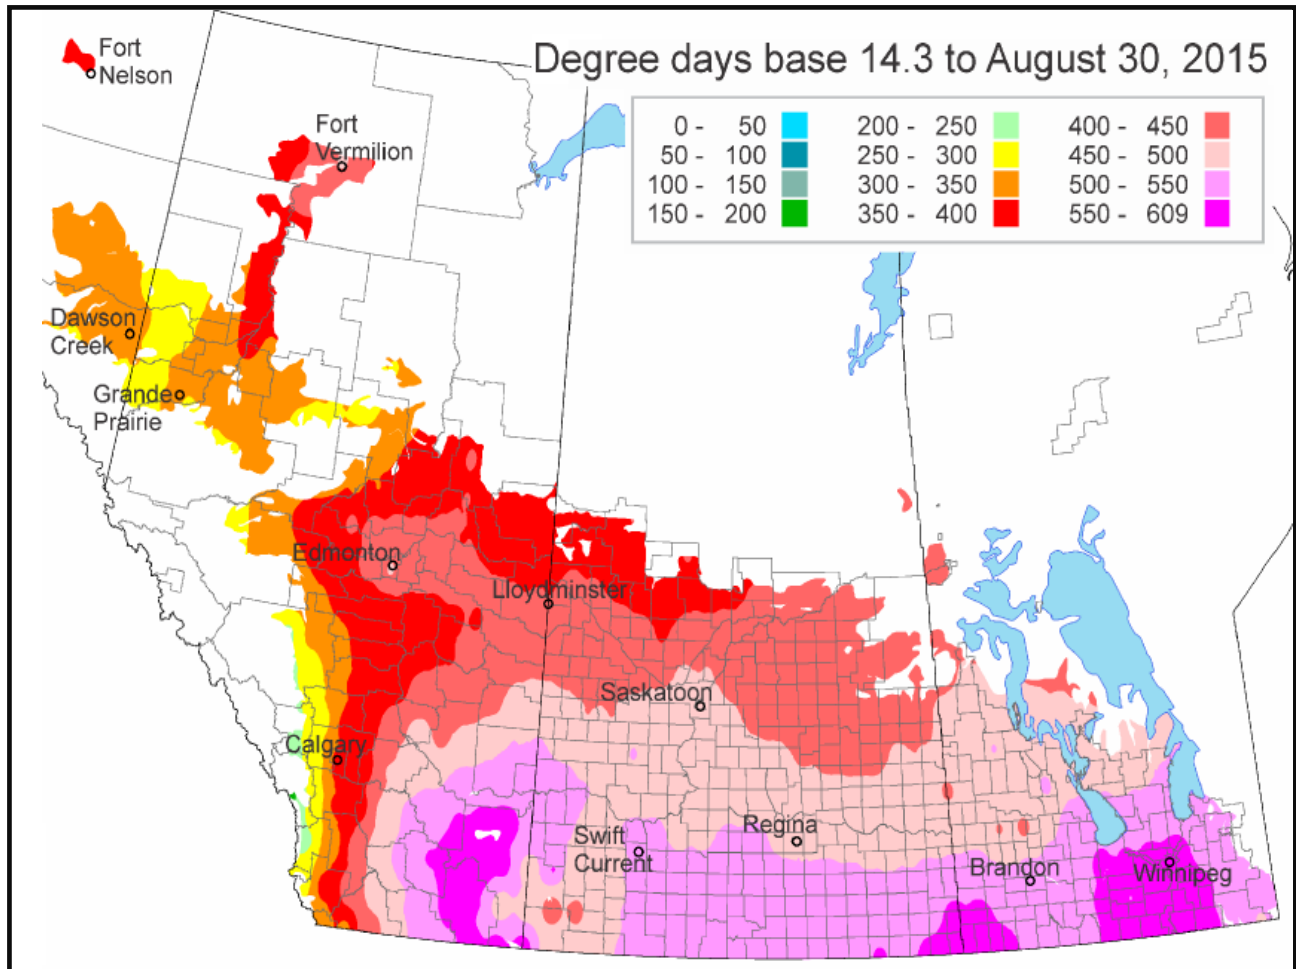 Degree days base 14.3 to August 30, 2015
0 - 50 200 - 250 400 - 450
50 - 100 250 - 300 450 - 500
100 - 150 300 - 350 500 - 550
150 - 200 350 - 400 550 - 609
Fort
Nelson
Fort
Vermilion
Dawson
Creek
Grande
Prairie
Edmonton
Lloydminster
Saskatoon
Calgary
Swift
Current
Regina
Brandon
Winnipeg